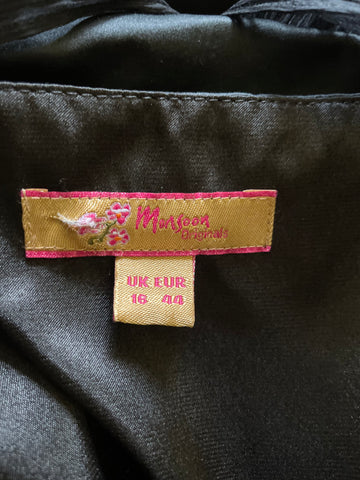 Monsoon
Originals
UK EUR
16 44